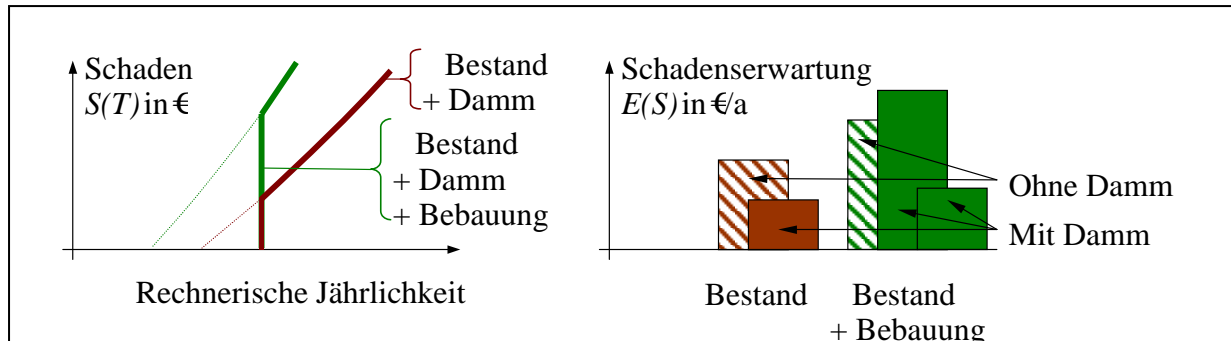 Schaden
S(T) in €
Bestand
+ Damm
Bestand
+ Damm
+ Bebauung
Rechnerische Jährlichkeit
Schadenserwartung
E(S) in €/a
Ohne Damm
Mit Damm
Bestand
Bestand
+ Bebauung